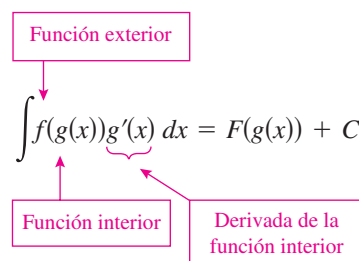 Función exterior
∫f(g(x))g′(x) dx = F(g(x)) + C
Función interior
Derivada de la
función interior